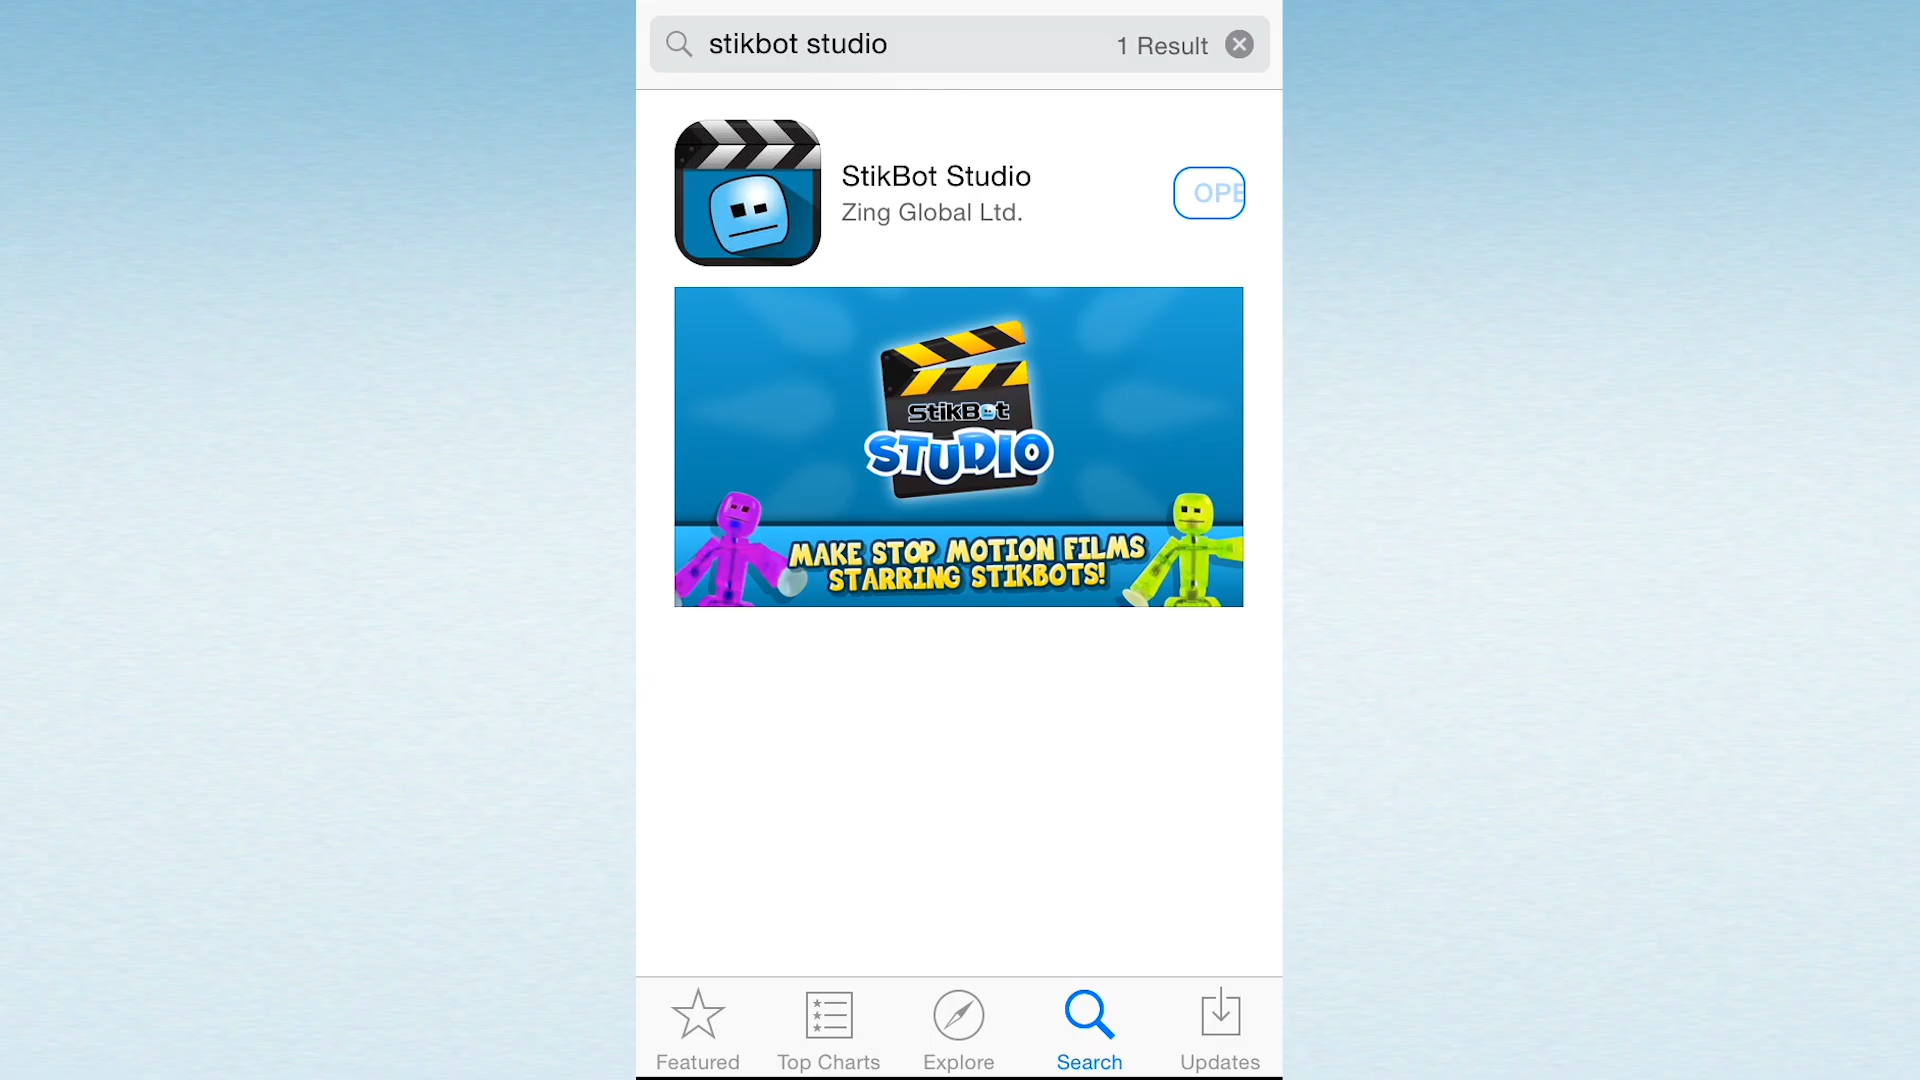 stikbot studio
1 Result
StikBot Studio
Zing Global Ltd.
OPE
StikBot
STUDIO
MAKE STOP MOTION FILMS
STARRING STIKBOTS!
Featured
Top Charts
Explore
Search
Updates